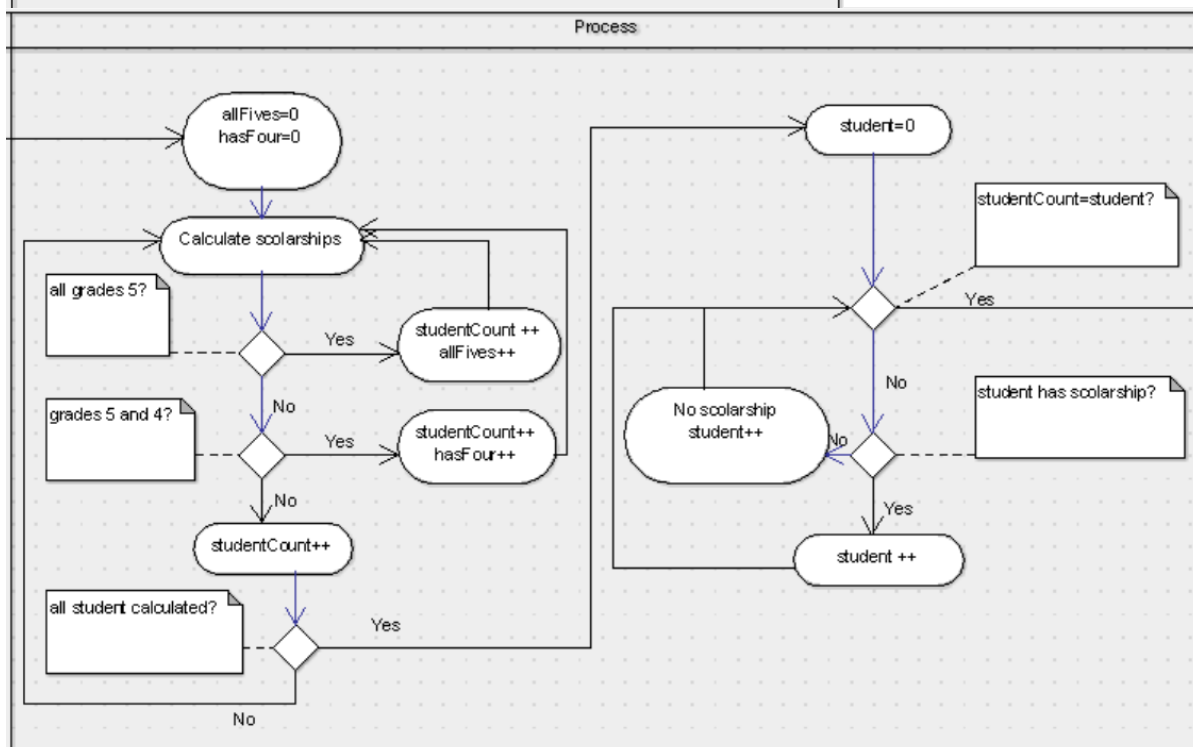 Process
allFives=0
hasFour=0
Calculate scolarships
all grades 5?
Yes
studentCount ++
allFives++
No
grades 5 and 4?
Yes
studentCount++
hasFour++
No
studentCount++
all student calculated?
Yes
No
student=0
studentCount=student?
Yes
No
student has scolarship?
No
No scolarship
student++
Yes
student ++